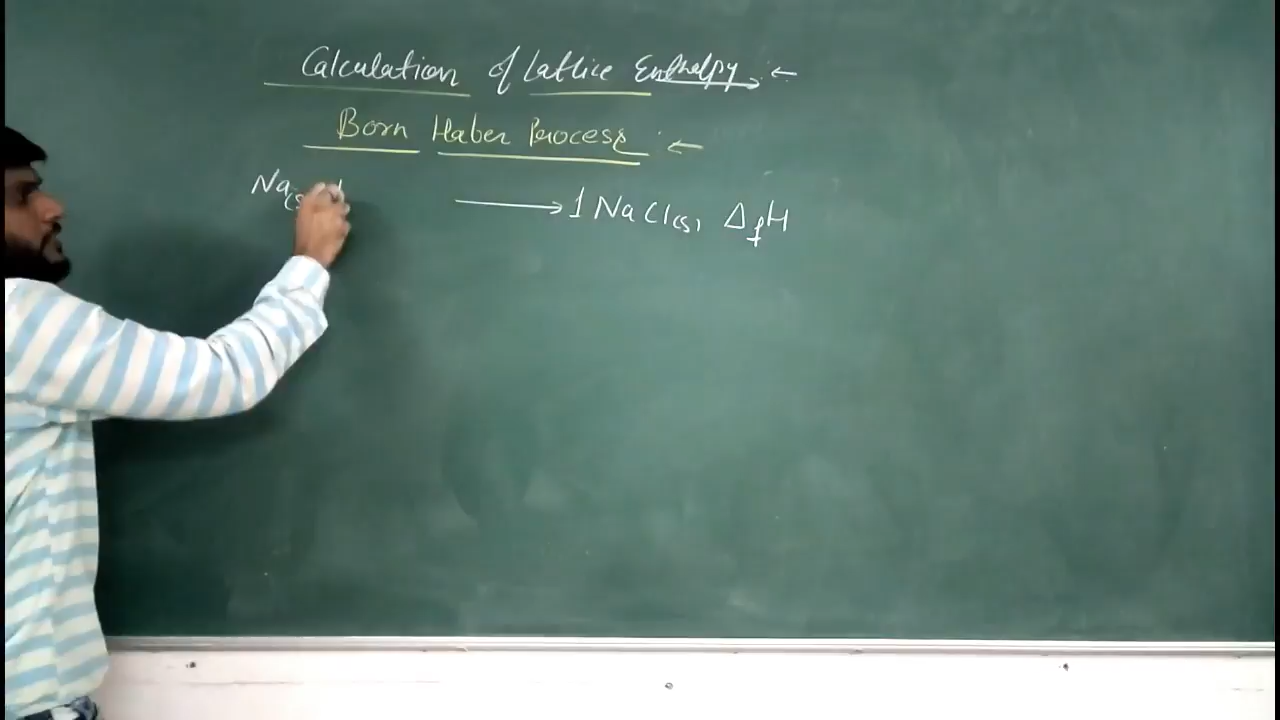 Calculation of Lattice Enthalpy :←
Born Haber Process :←
Na(s) ⟶ 1 NaCl(s), ΔfH